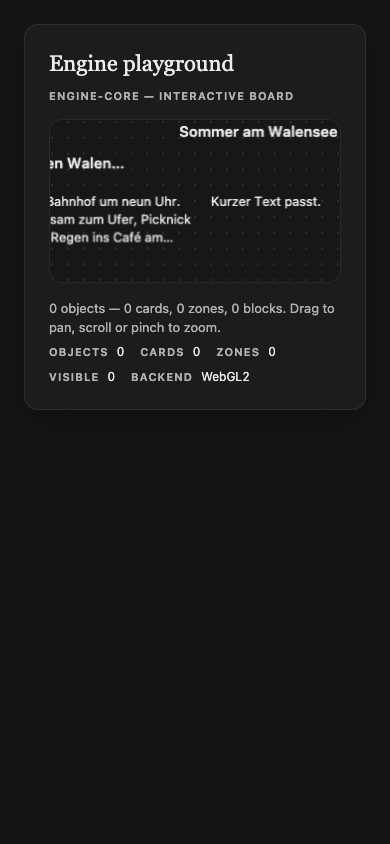 Engine playground
ENGINE-CORE — INTERACTIVE BOARD
Sommer am Walensee
en Walen...
Bahnhof um neun Uhr.
Kurzer Text passt.
sam zum Ufer, Picknick
Regen ins Café am...
0 objects — 0 cards, 0 zones, 0 blocks. Drag to
pan, scroll or pinch to zoom.
OBJECTS 0 CARDS 0 ZONES 0
VISIBLE 0 BACKEND WebGL2